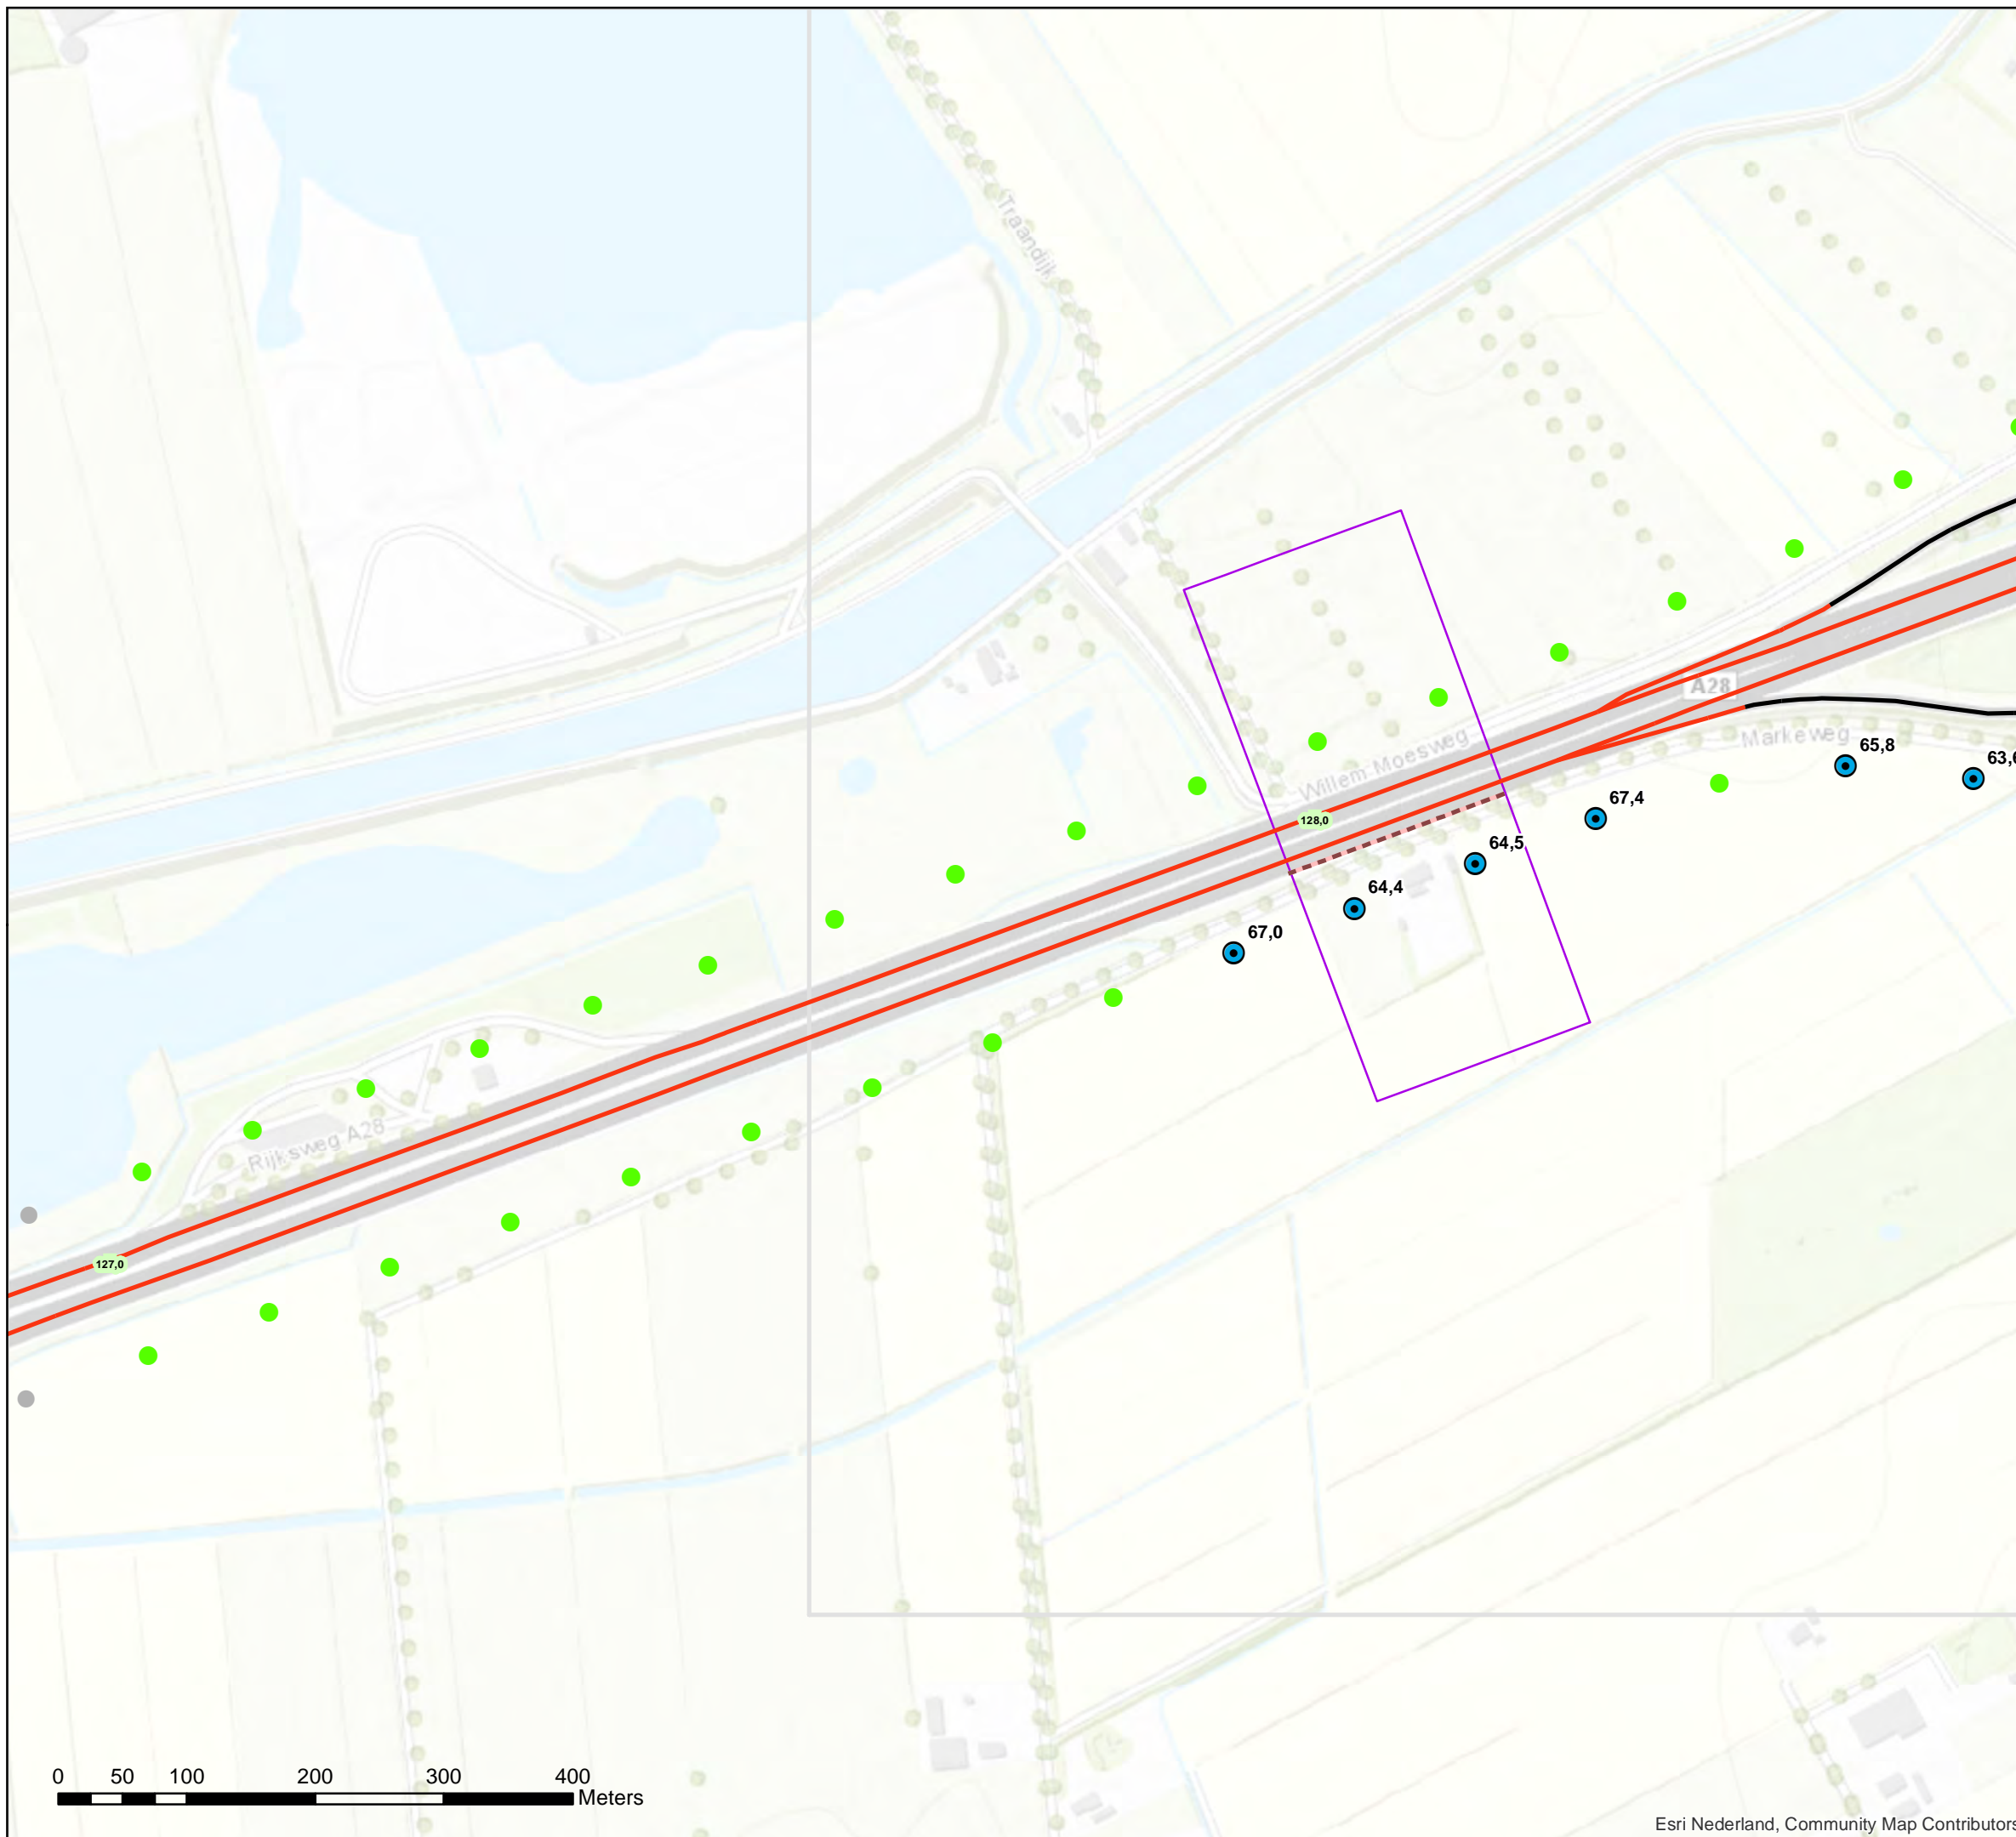 Traandijk
A28
Willem Moesweg
Markeweg
65,8
67,4
128,0
64,5
64,4
67,0
Rijksweg A28
127,0
0 50 100 200 300 400
Meters
Esri Nederland, Community Map Contributors